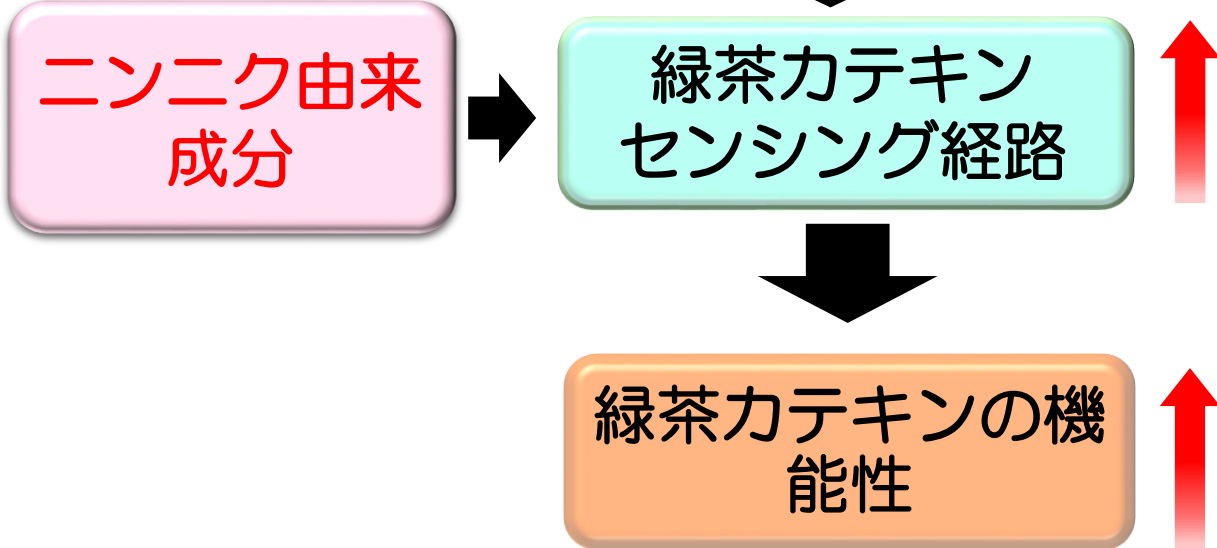 ニンニク由来
成分
緑茶カテキン
センシング経路
緑茶カテキンの機
能性